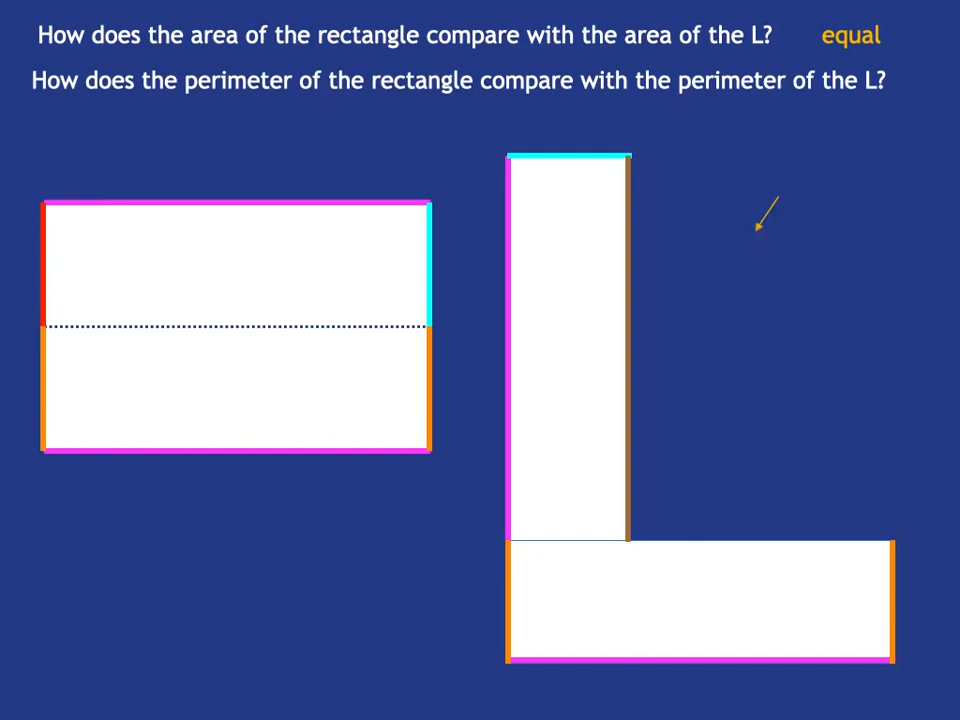 How does the area of the rectangle compare with the area of the L? equal
How does the perimeter of the rectangle compare with the perimeter of the L?